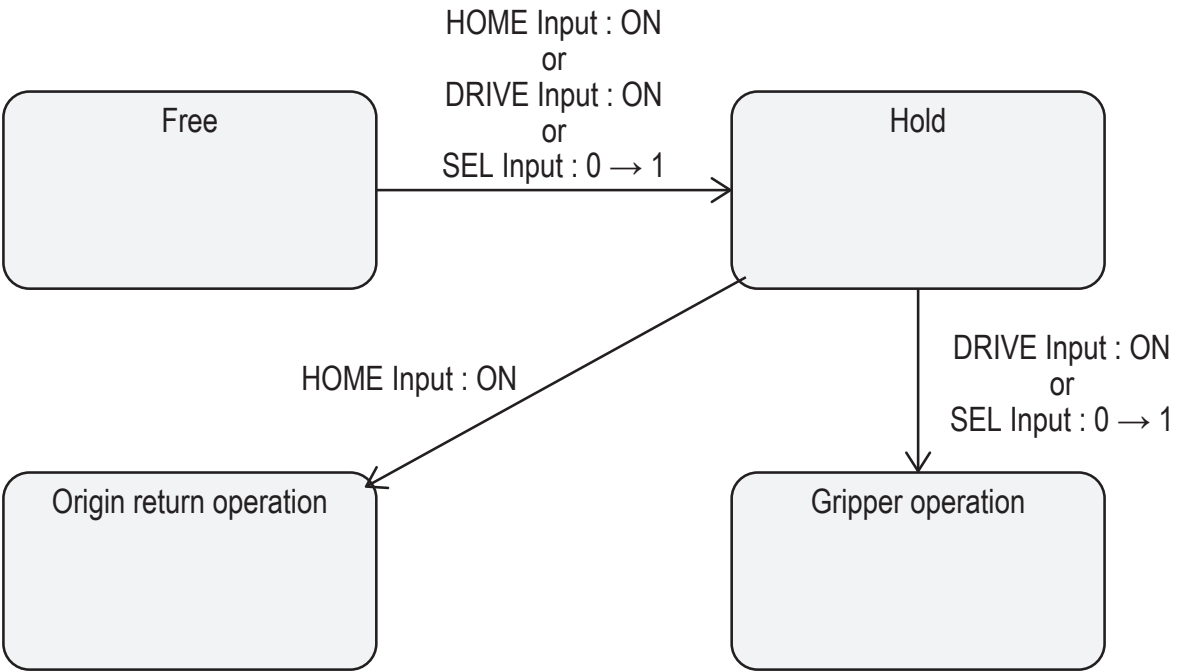 HOME Input : ON
or
DRIVE Input : ON
or
SEL Input : 0 → 1
Free
Hold
HOME Input : ON
DRIVE Input : ON
or
SEL Input : 0 → 1
Origin return operation
Gripper operation